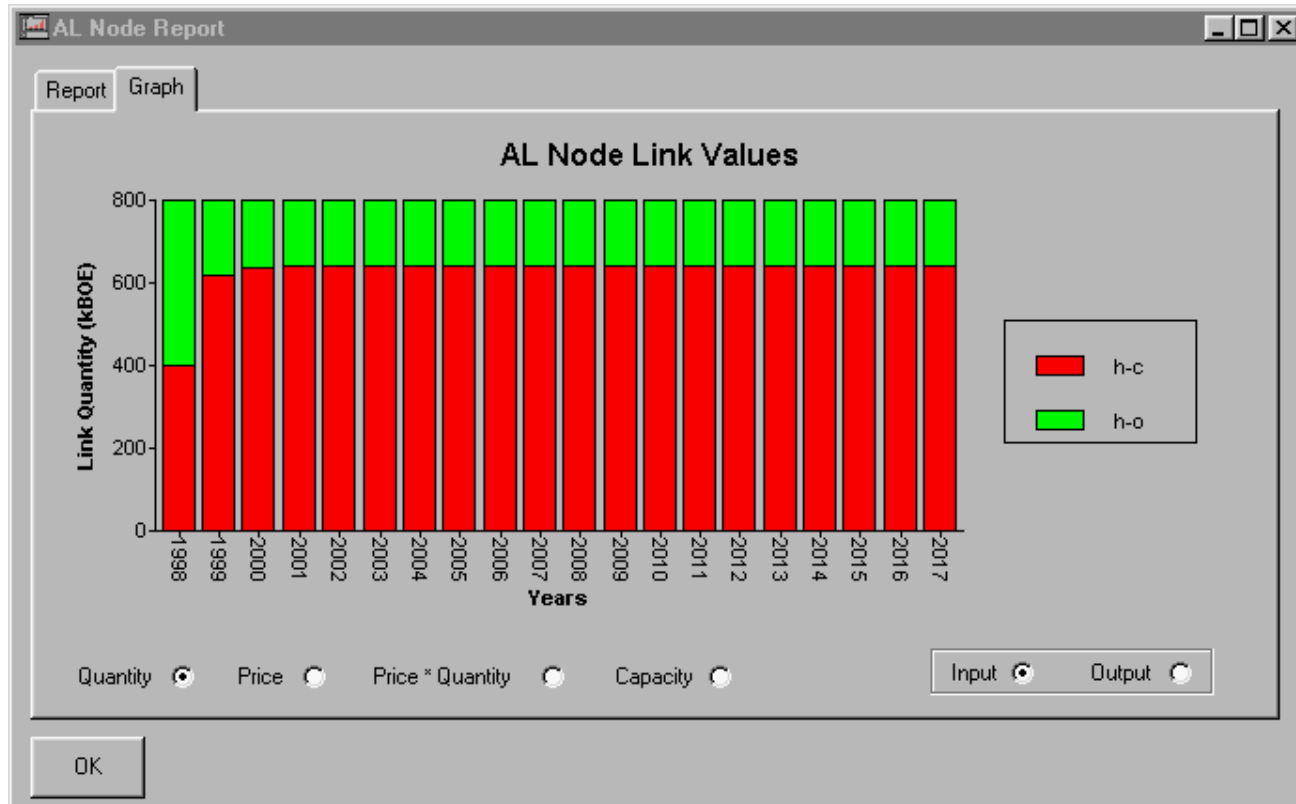 AL Node Report
Report Graph
AL Node Link Values
Link Quantity (kBOE)
800
600
400
200
0
1998 1999 2000 2001 2002 2003 2004 2005 2006 2007 2008 2009 2010 2011 2012 2013 2014 2015 2016 2017
Years
h-c
h-o
Quantity Price Price * Quantity Capacity Input Output
OK